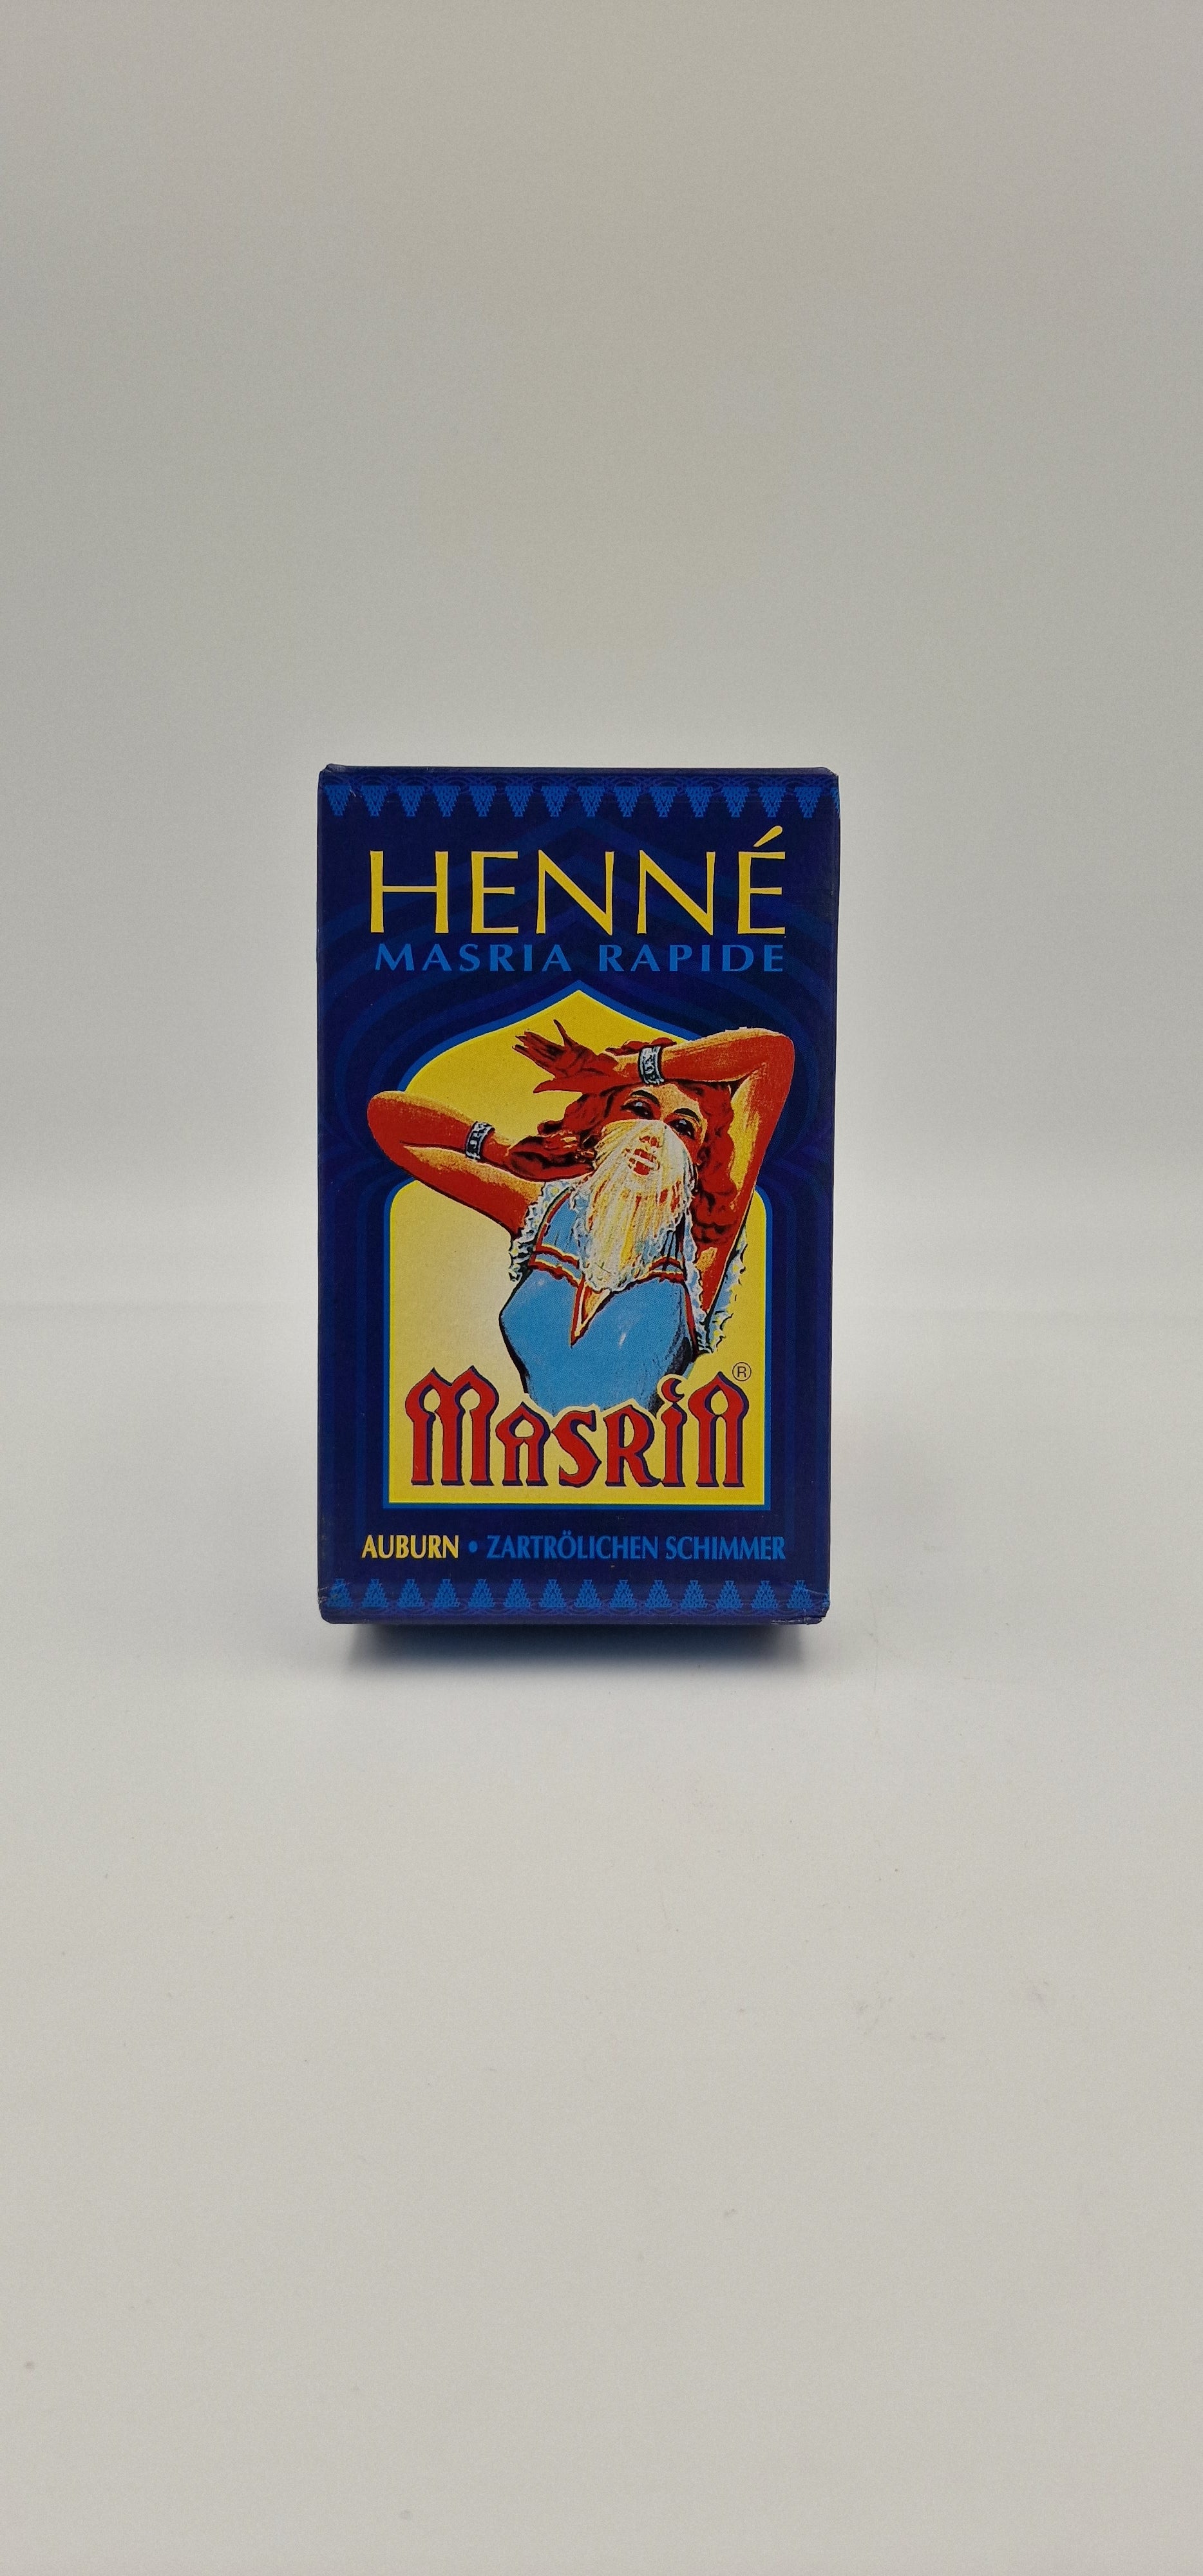 HENNÉ
MASRIA RAPIDE
MASRIA®
AUBURN • ZARTRÖLICHEN SCHIMMER